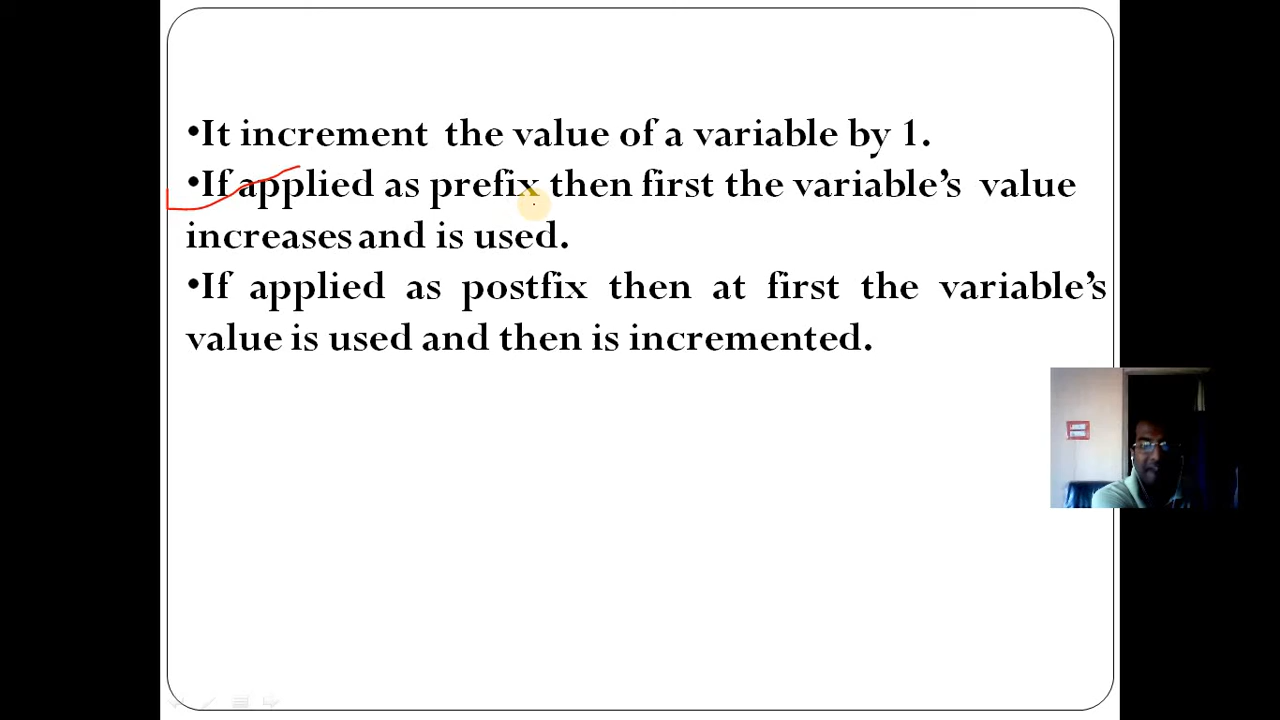 •It increment the value of a variable by 1.
•If applied as prefix then first the variable’s value
increases and is used.
•If applied as postfix then at first the variable’s
value is used and then is incremented.